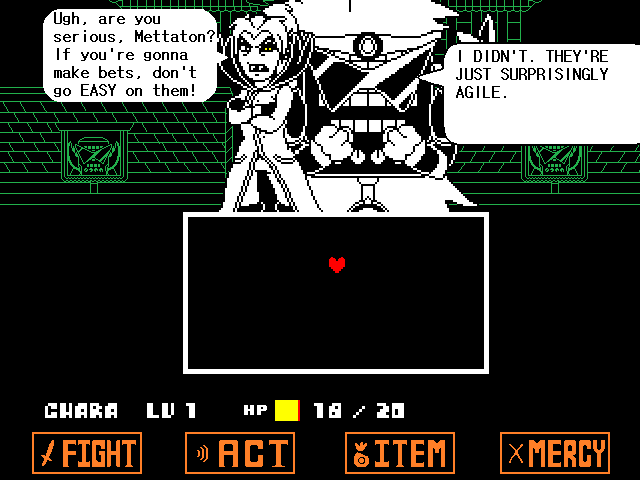 Ugh, are you
serious, Mettaton?
If you're gonna
make bets, don't
go EASY on them!
I DIDN'T. THEY'RE
JUST SURPRISINGLY
AGILE.
CHARA LV 1 HP 18 / 20
FIGHT ACT ITEM MERCY